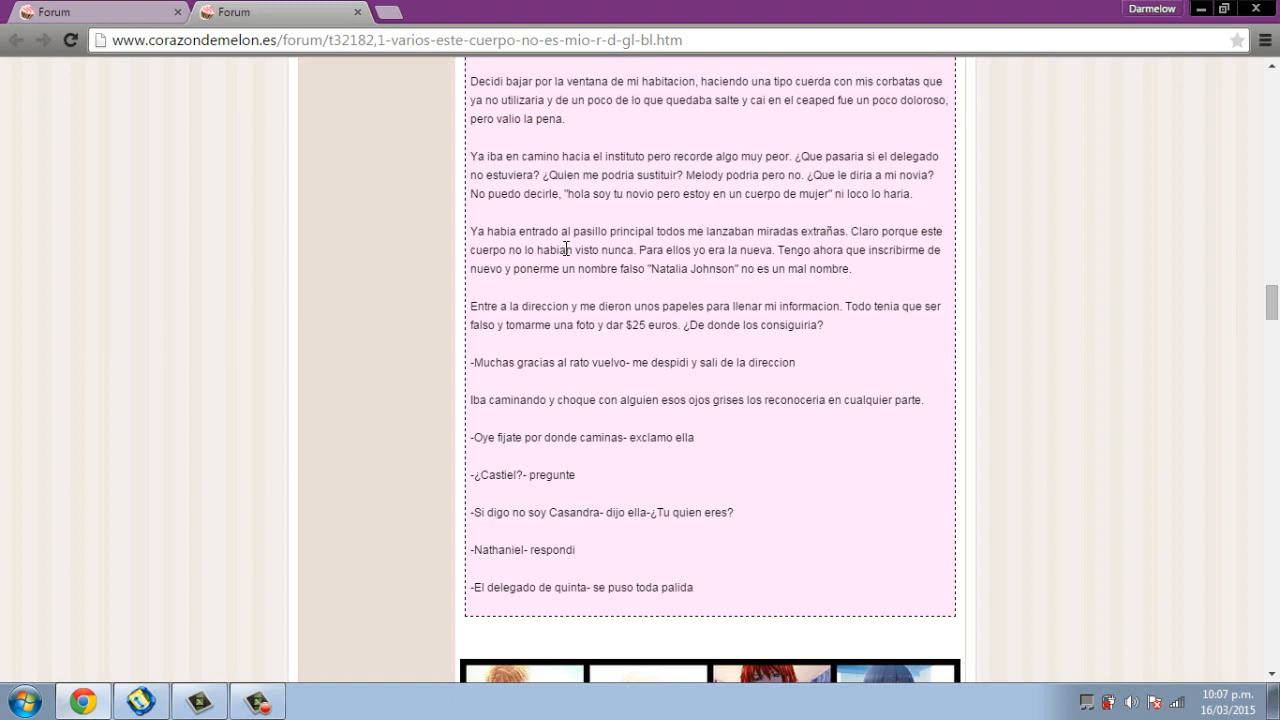 Forum
Forum
Darmelow
www.corazondemelon.es/forum/t32182,1-varios-este-cuerpo-no-es-mio-r-d-gl-bl.htm
Decidi bajar por la ventana de mi habitacion, haciendo una tipo cuerda con mis corbatas que
ya no utilizaria y de un poco de lo que quedaba salte y cai en el ceaped fue un poco doloroso,
pero valio la pena.
Ya iba en camino hacia el instituto pero recorde algo muy peor. ¿Que pasaria si el delegado
no estuviera? ¿Quien me podria sustituir? Melody podria pero no. ¿Que le diria a mi novia?
No puedo decirle, "hola soy tu novio pero estoy en un cuerpo de mujer" ni loco lo haria.
Ya habia entrado al pasillo principal todos me lanzaban miradas extrañas. Claro porque este
cuerpo no lo habian visto nunca. Para ellos yo era la nueva. Tengo ahora que inscribirme de
nuevo y ponerme un nombre falso "Natalia Johnson" no es un mal nombre.
Entre a la direccion y me dieron unos papeles para llenar mi informacion. Todo tenia que ser
falso y tomarme una foto y dar $25 euros. ¿De donde los consiguiria?
-Muchas gracias al rato vuelvo- me despidi y sali de la direccion
Iba caminando y choque con alguien esos ojos grises los reconoceria en cualquier parte.
-Oye fijate por donde caminas- exclamo ella
-¿Castiel?- pregunte
-Si digo no soy Casandra- dijo ella-¿Tu quien eres?
-Nathaniel- respondi
-El delegado de quinta- se puso toda palida
10:07 p.m.
16/03/2015